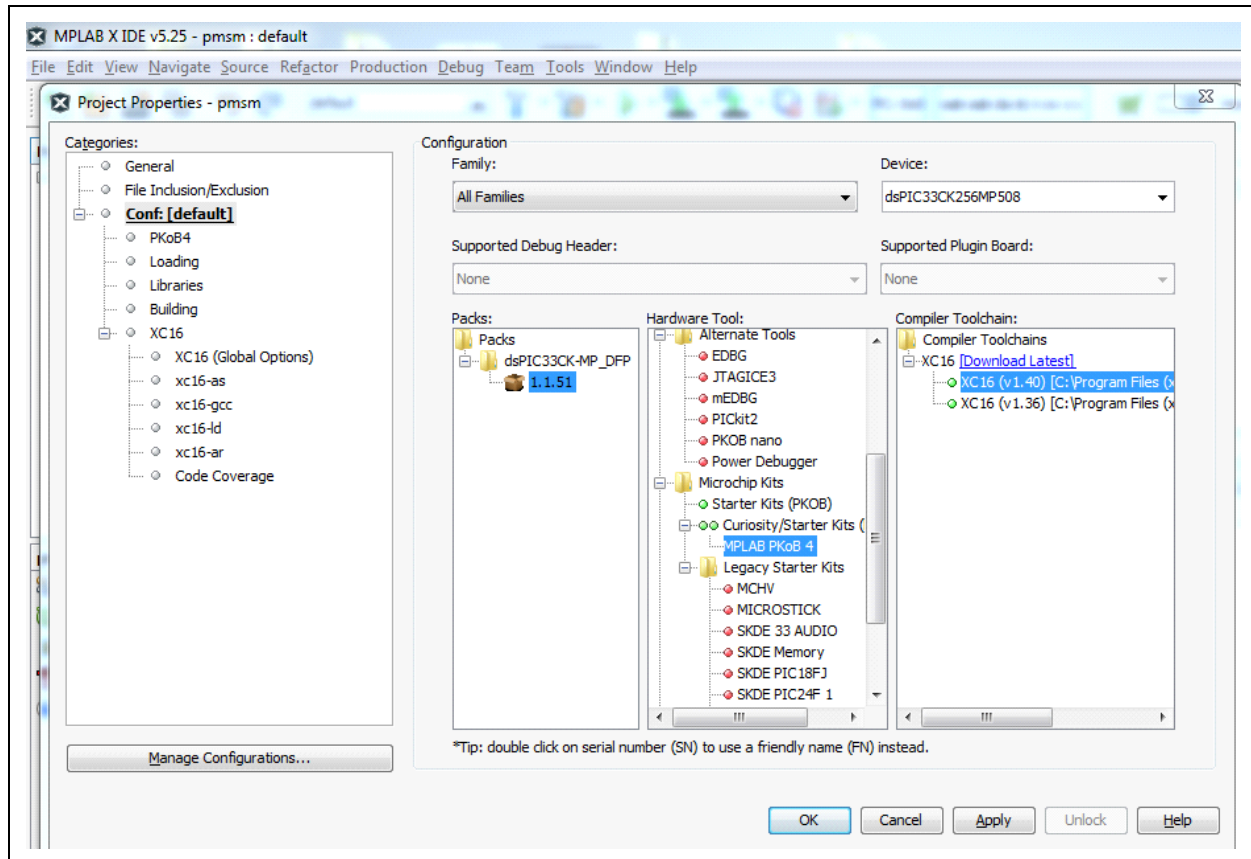 MPLAB X IDE v5.25 - pmsm : default
File Edit View Navigate Source Refactor Production Debug Team Tools Window Help
Project Properties - pmsm
Categories:
General
File Inclusion/Exclusion
Conf: [default]
PKoB4
Loading
Libraries
Building
XC16
XC16 (Global Options)
xc16-as
xc16-gcc
xc16-ld
xc16-ar
Code Coverage
Manage Configurations...
Configuration
Family:
All Families
Device:
dsPIC33CK256MP508
Supported Debug Header:
None
Supported Plugin Board:
None
Packs:
Packs
dsPIC33CK-MP_DFP
1.1.51
Hardware Tool:
Alternate Tools
EDBG
JTAGICE3
mEDBG
PICkit2
PKOB nano
Power Debugger
Microchip Kits
Starter Kits (PKOB)
Curiosity/Starter Kits (
MPLAB PKoB 4
Legacy Starter Kits
MCHV
MICROSTICK
SKDE 33 AUDIO
SKDE Memory
SKDE PIC18FJ
SKDE PIC24F 1
Compiler Toolchain:
Compiler Toolchains
XC16 [Download Latest]
XC16 (v1.40) [C:\Program Files (x
XC16 (v1.36) [C:\Program Files (x
*Tip: double click on serial number (SN) to use a friendly name (FN) instead.
OK Cancel Apply Unlock Help